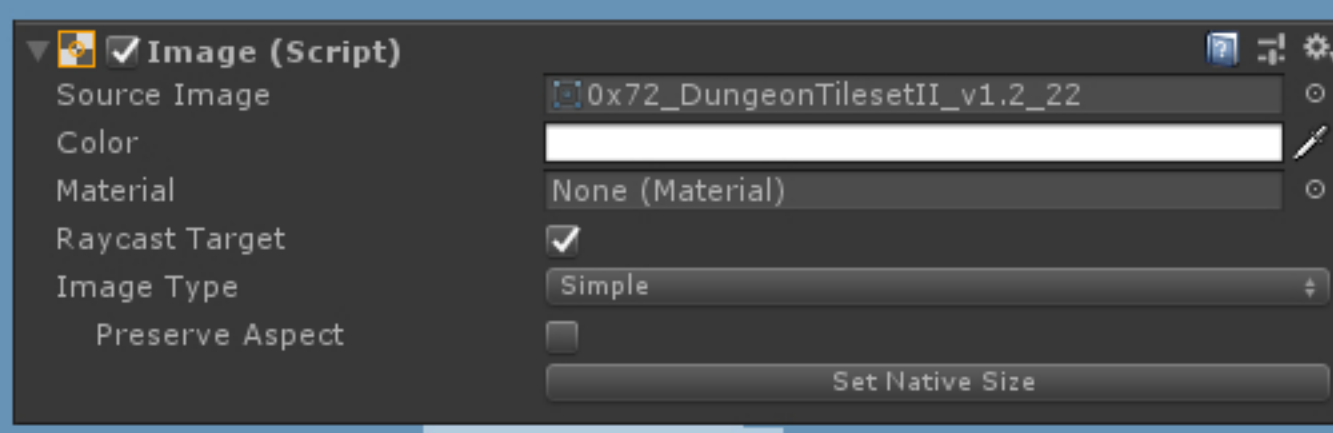 Image (Script)
Source Image 0x72_DungeonTilesetII_v1.2_22
Color
Material None (Material)
Raycast Target
Image Type Simple
Preserve Aspect
Set Native Size